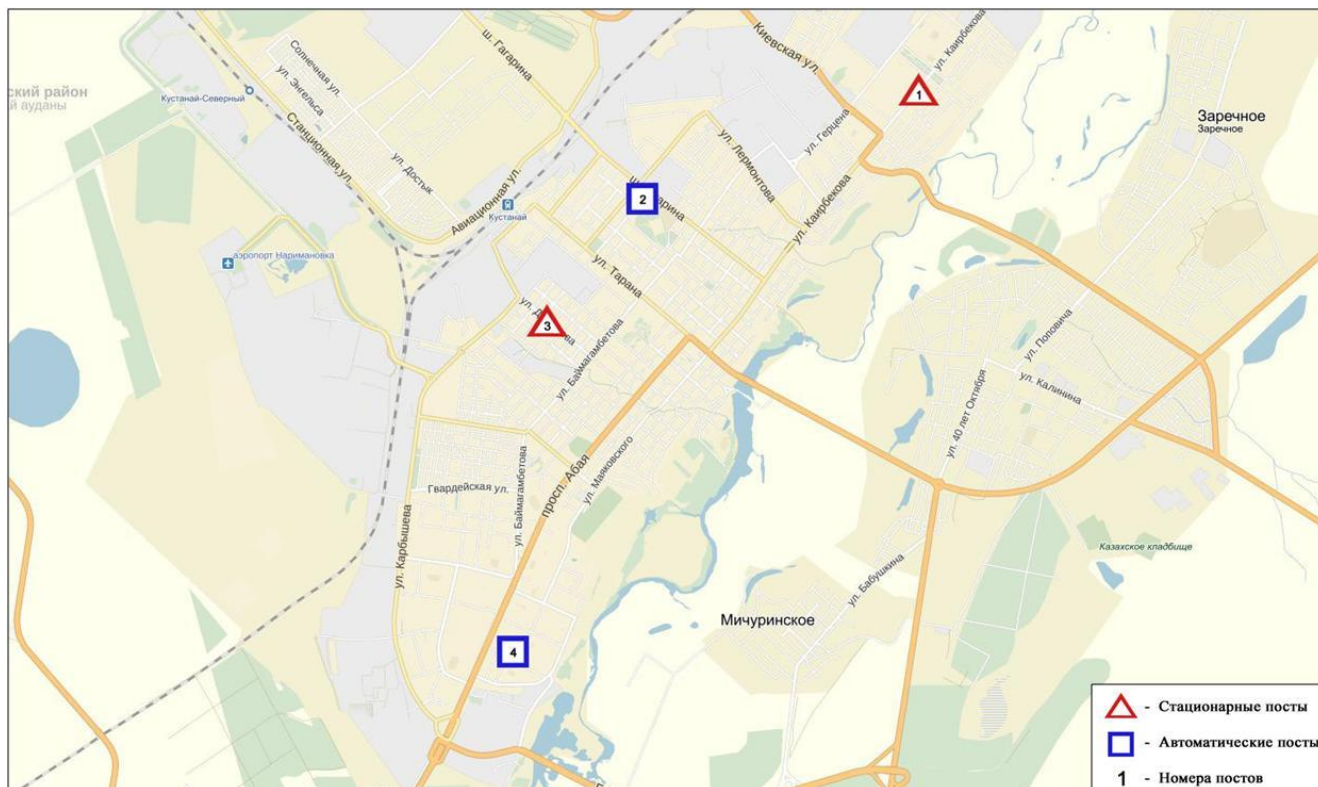 ский район
й ауданы
Кустанай-Северный
Солнечная ул.
ул. Энгельса
Станционная ул.
ул. Достык
ш. Гагарина
Авиационная ул.
Кустанай
аэропорт Наримановка
Киевская ул.
ул. Каирбекова
1
ул. Герцена
ул. Лермонтова
ул. Каирбекова
Заречное
Заречное
2
ул. Тарана
3
ул. Баймагамбетова
ул. Поповича
ул. Калинина
ул. 40 лет Октября
просп. Абая
ул. Маяковского
Гвардейская ул.
ул. Баймагамбетова
ул. Карбышева
Казахское кладбище
ул. Бабушкина
Мичуринское
4
- Стационарные посты
- Автоматические посты
1 - Номера постов